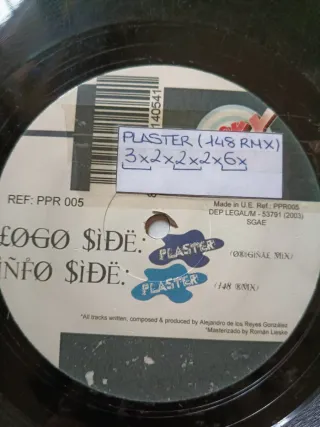 140541
PLASTER (148 RMX)
3x2x2x2x6x
REF: PPR 005
Made in U.E. Ref.: PPR005
DEP LEGAL/M - 53791 (2003)
SGAE
£OGO $iDË:
PLASTER
(ORIGINAL MIX)
iNFO $iDË:
PLASTER
(148 RMX)
*All tracks written, composed & produced by Alejandro de los Reyes González
*Masterizado by Román Lieske